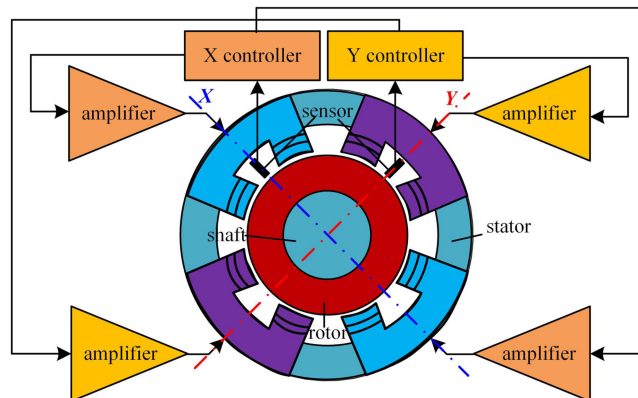 X controller
Y controller
amplifier
X
sensor
Y
amplifier
shaft
stator
amplifier
rotor
amplifier